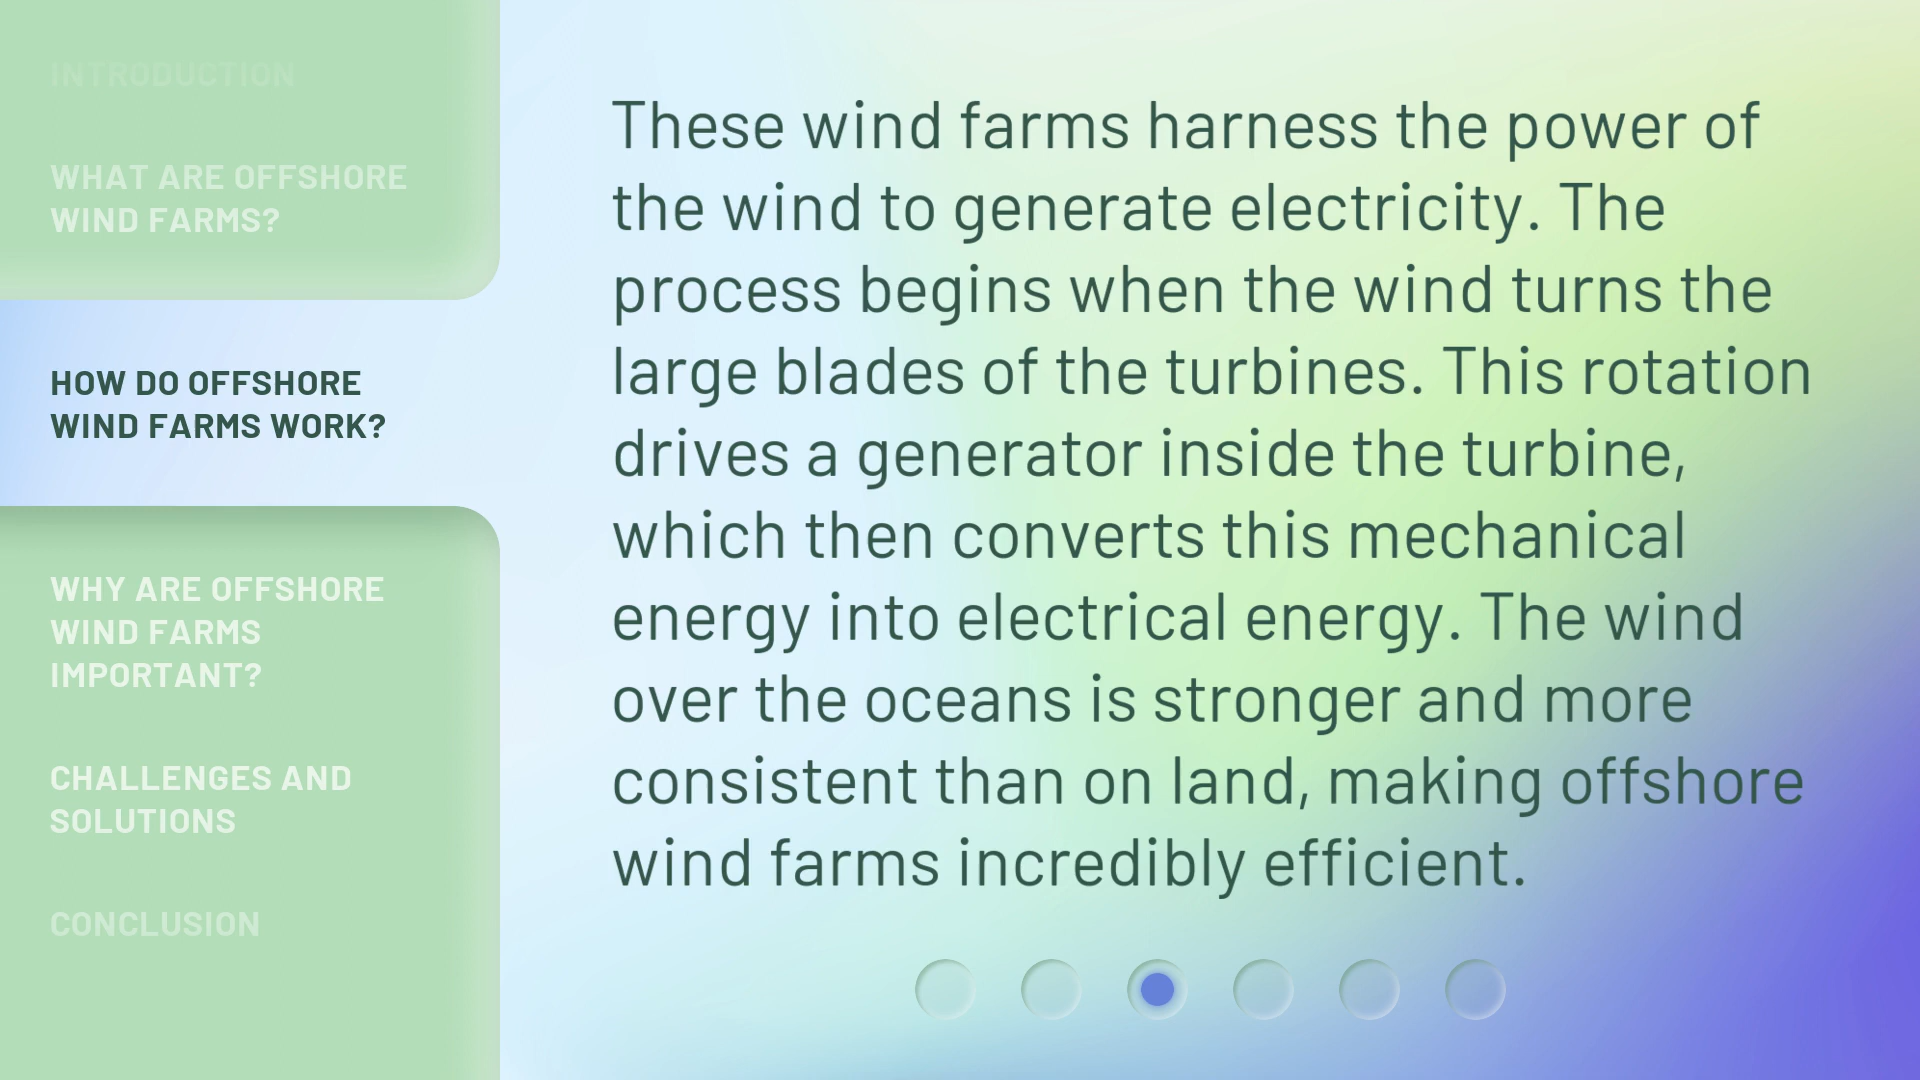 INTRODUCTION
WHAT ARE OFFSHORE
WIND FARMS?
HOW DO OFFSHORE
WIND FARMS WORK?
WHY ARE OFFSHORE
WIND FARMS
IMPORTANT?
CHALLENGES AND
SOLUTIONS
CONCLUSION
These wind farms harness the power of
the wind to generate electricity. The
process begins when the wind turns the
large blades of the turbines. This rotation
drives a generator inside the turbine,
which then converts this mechanical
energy into electrical energy. The wind
over the oceans is stronger and more
consistent than on land, making offshore
wind farms incredibly efficient.